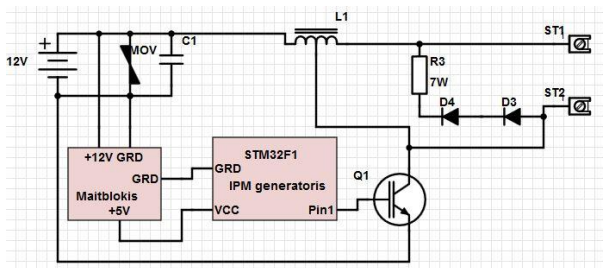 L1
ST1
C1
MOV
12V
R3
7W
ST2
D4
D3
+12V GRD
STM32F1
GRD
GRD
IPM generatoris
Q1
Maitblokis
+5V
VCC
Pin1